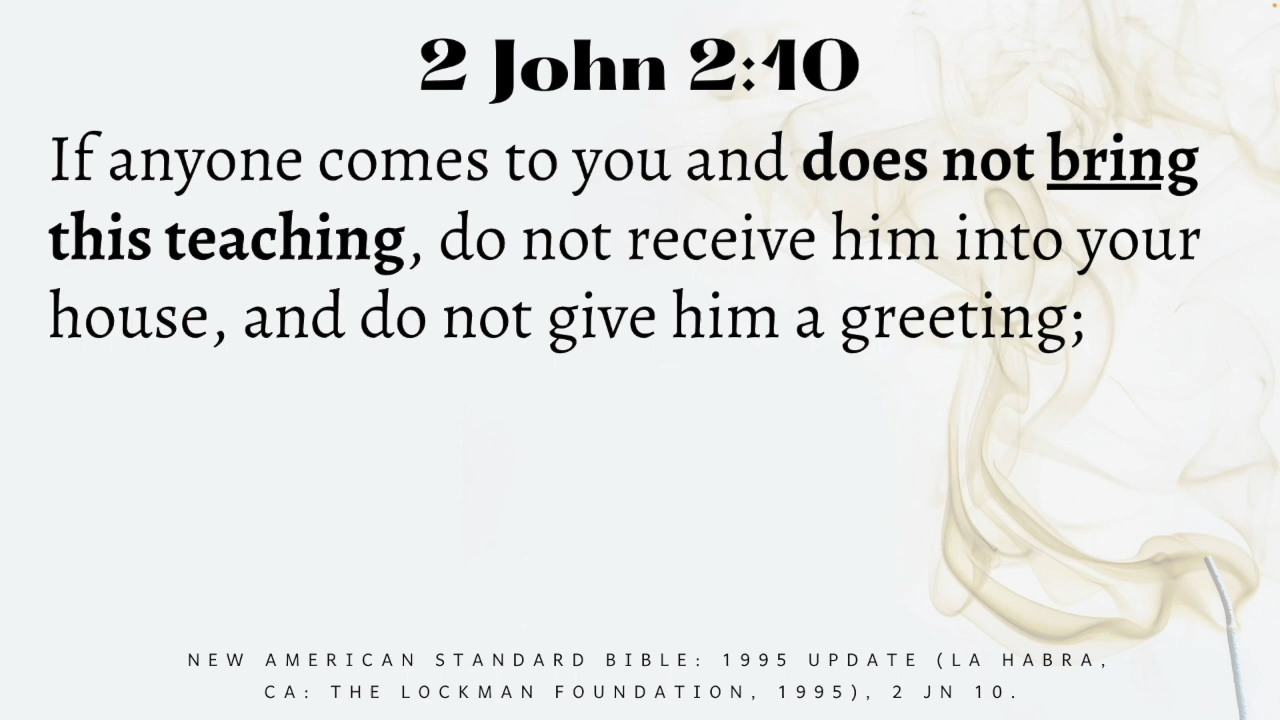 2 John 2:10
If anyone comes to you and does not bring
this teaching, do not receive him into your
house, and do not give him a greeting;
NEW AMERICAN STANDARD BIBLE: 1995 UPDATE (LA HABRA,
CA: THE LOCKMAN FOUNDATION, 1995), 2 JN 10.